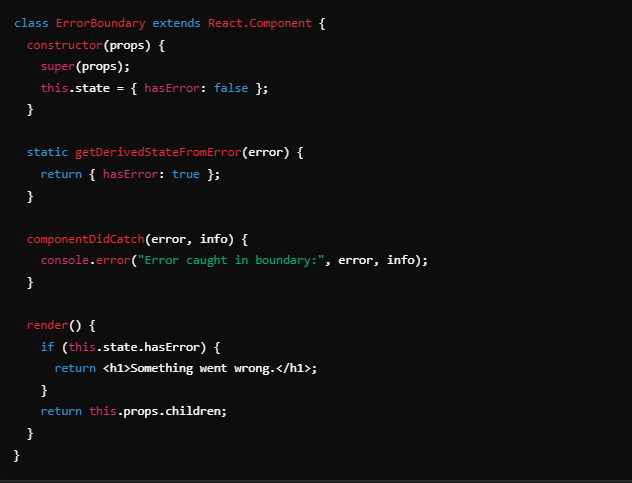 class ErrorBoundary extends React.Component {
  constructor(props) {
    super(props);
    this.state = { hasError: false };
  }

  static getDerivedStateFromError(error) {
    return { hasError: true };
  }

  componentDidCatch(error, info) {
    console.error("Error caught in boundary:", error, info);
  }

  render() {
    if (this.state.hasError) {
      return <h1>Something went wrong.</h1>;
    }
    return this.props.children;
  }
}